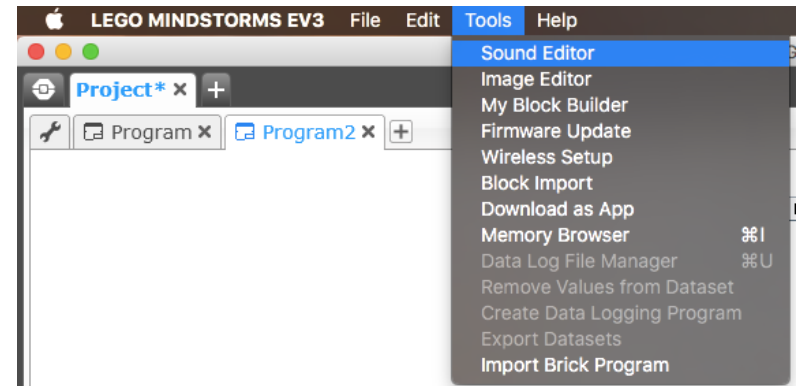 LEGO MINDSTORMS EV3 File Edit Tools Help
Project*
Program Program2
Sound Editor
Image Editor
My Block Builder
Firmware Update
Wireless Setup
Block Import
Download as App
Memory Browser ⌘I
Data Log File Manager ⌘U
Remove Values from Dataset
Create Data Logging Program
Export Datasets
Import Brick Program